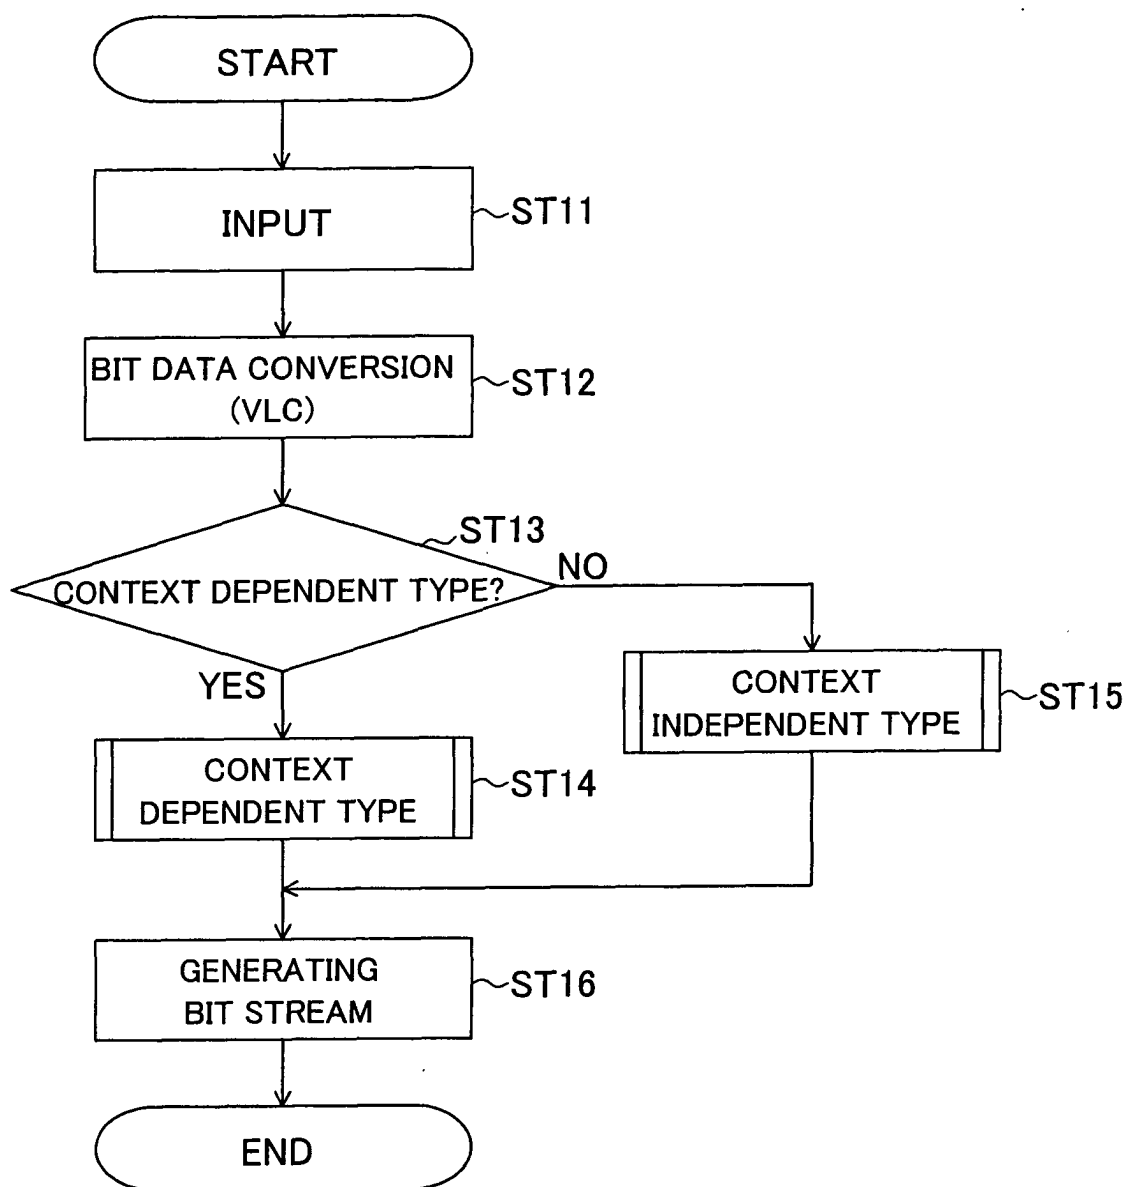 START
INPUT
ST11
BIT DATA CONVERSION
(VLC)
ST12
ST13
CONTEXT DEPENDENT TYPE?
NO
YES
CONTEXT
INDEPENDENT TYPE
ST15
CONTEXT
DEPENDENT TYPE
ST14
GENERATING
BIT STREAM
ST16
END